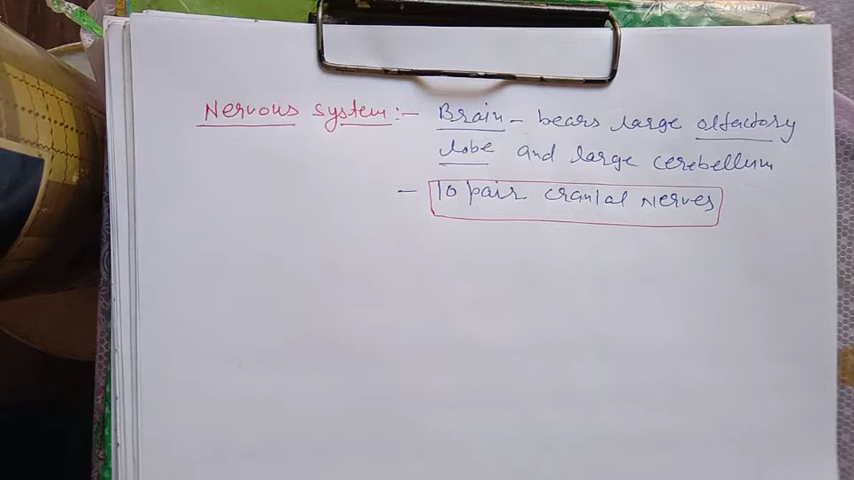 Nervous system :- Brain - bears large olfactory
lobe and large cerebellum
- 10 pair cranial nerves